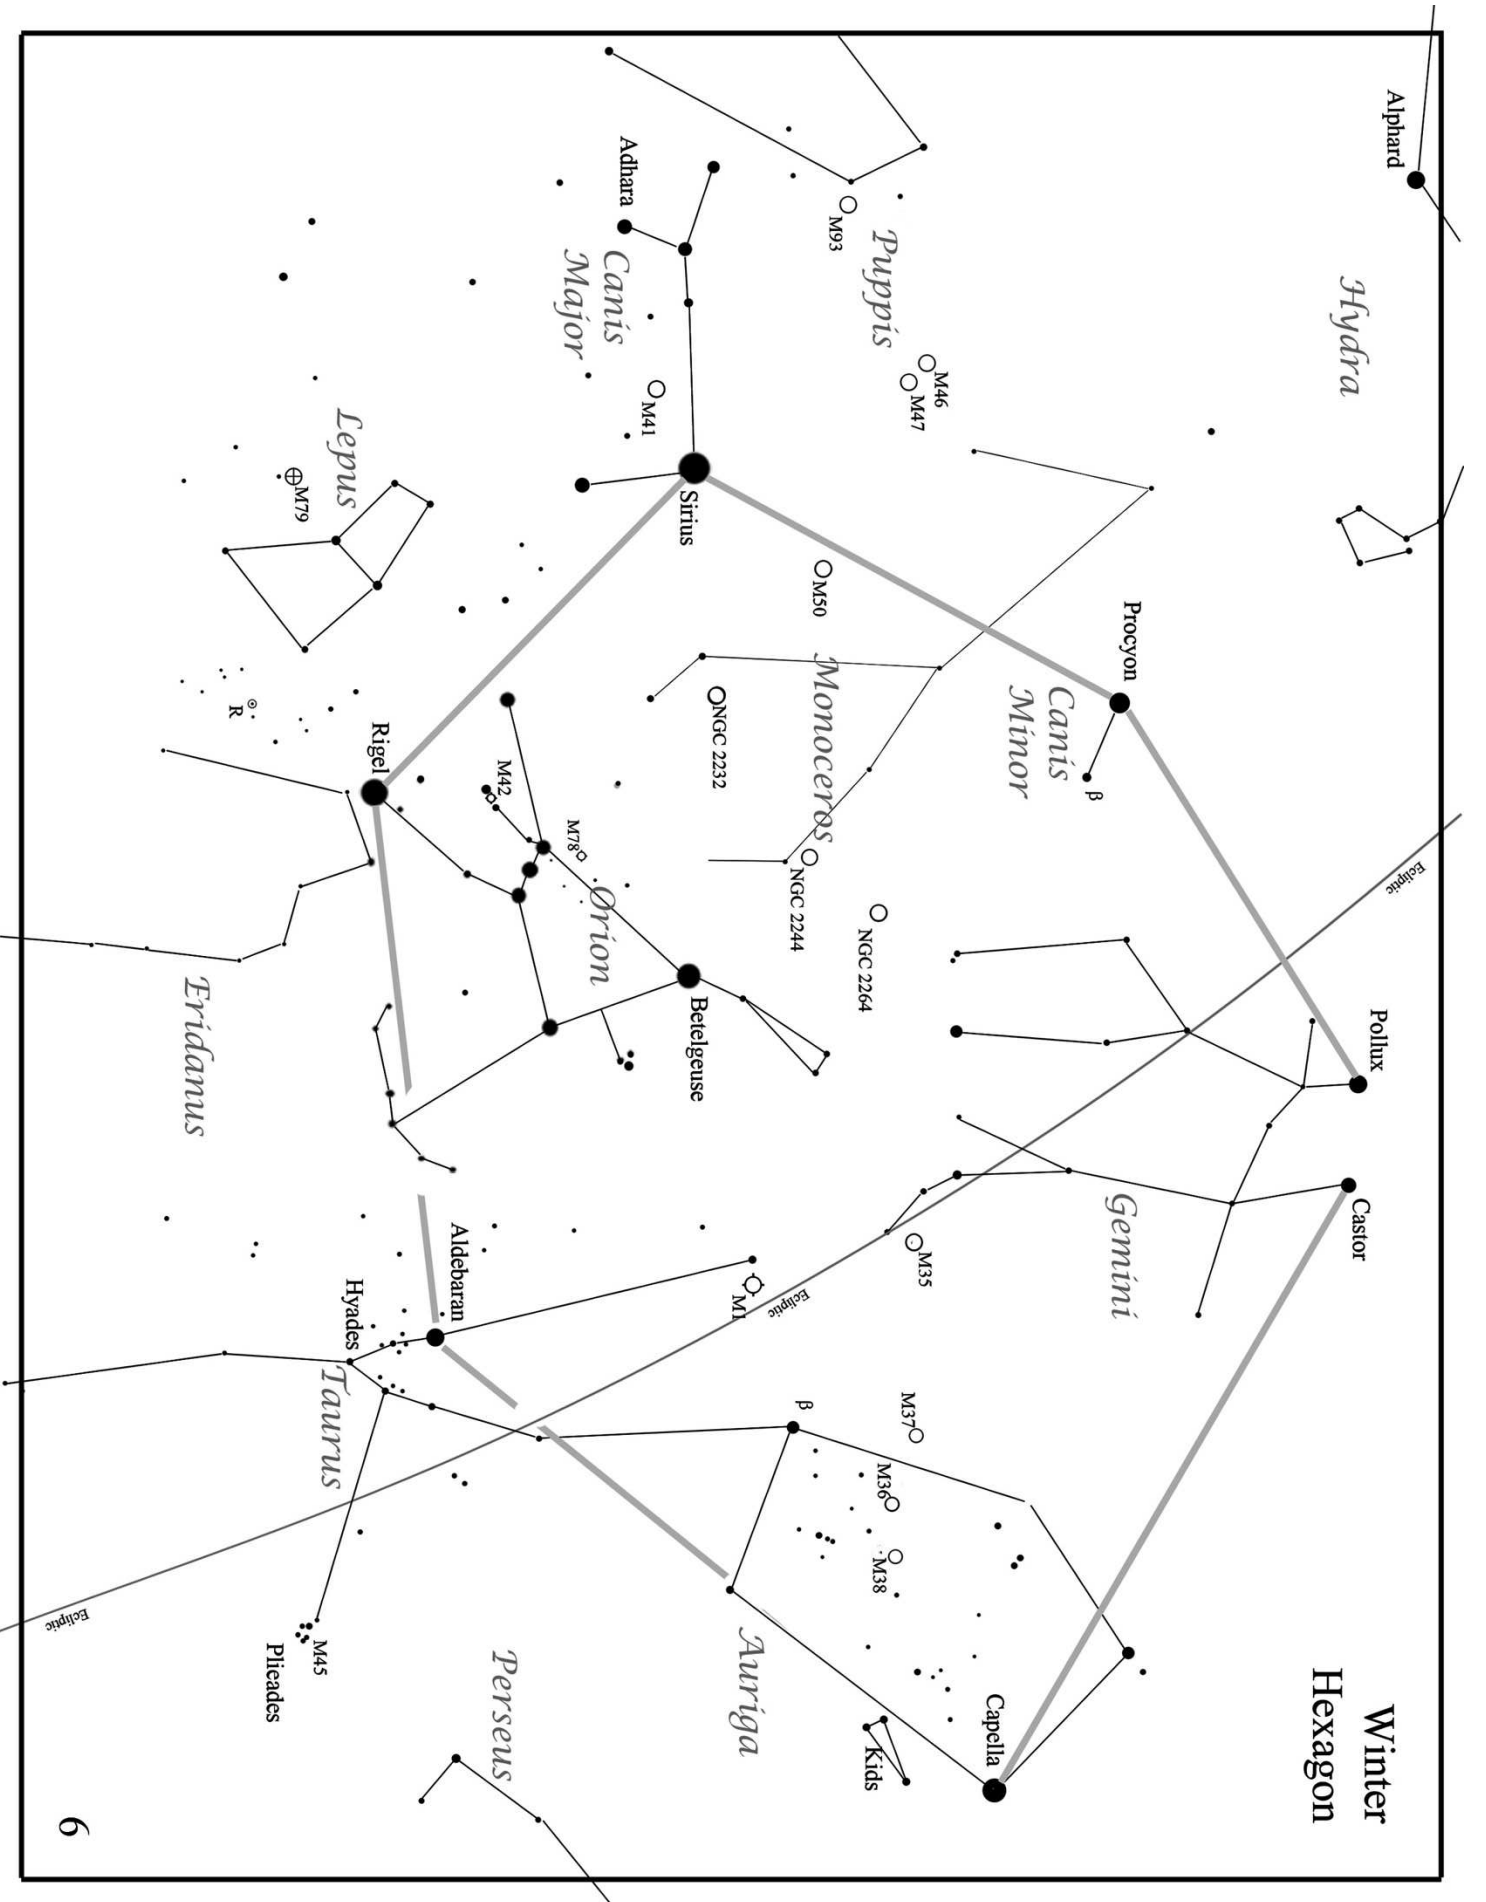 Winter
Hexagon
Alphard
Hydra
Procyon
Canis
Minor
β
Ecliptic
Pollux
Castor
Gemini
Puppis
M93
M46
M47
M50
Monoceros
NGC 2232
NGC 2244
NGC 2264
M35
Ecliptic
M1
M37
M36
M38
β
Capella
Kids
Auriga
Adhara
Canis
Major
M41
Sirius
Orion
M42
M78
Betelgeuse
Aldebaran
Hyades
Taurus
Perseus
Lepus
M79
R
Rigel
Eridanus
M45
Plieades
Ecliptic
6